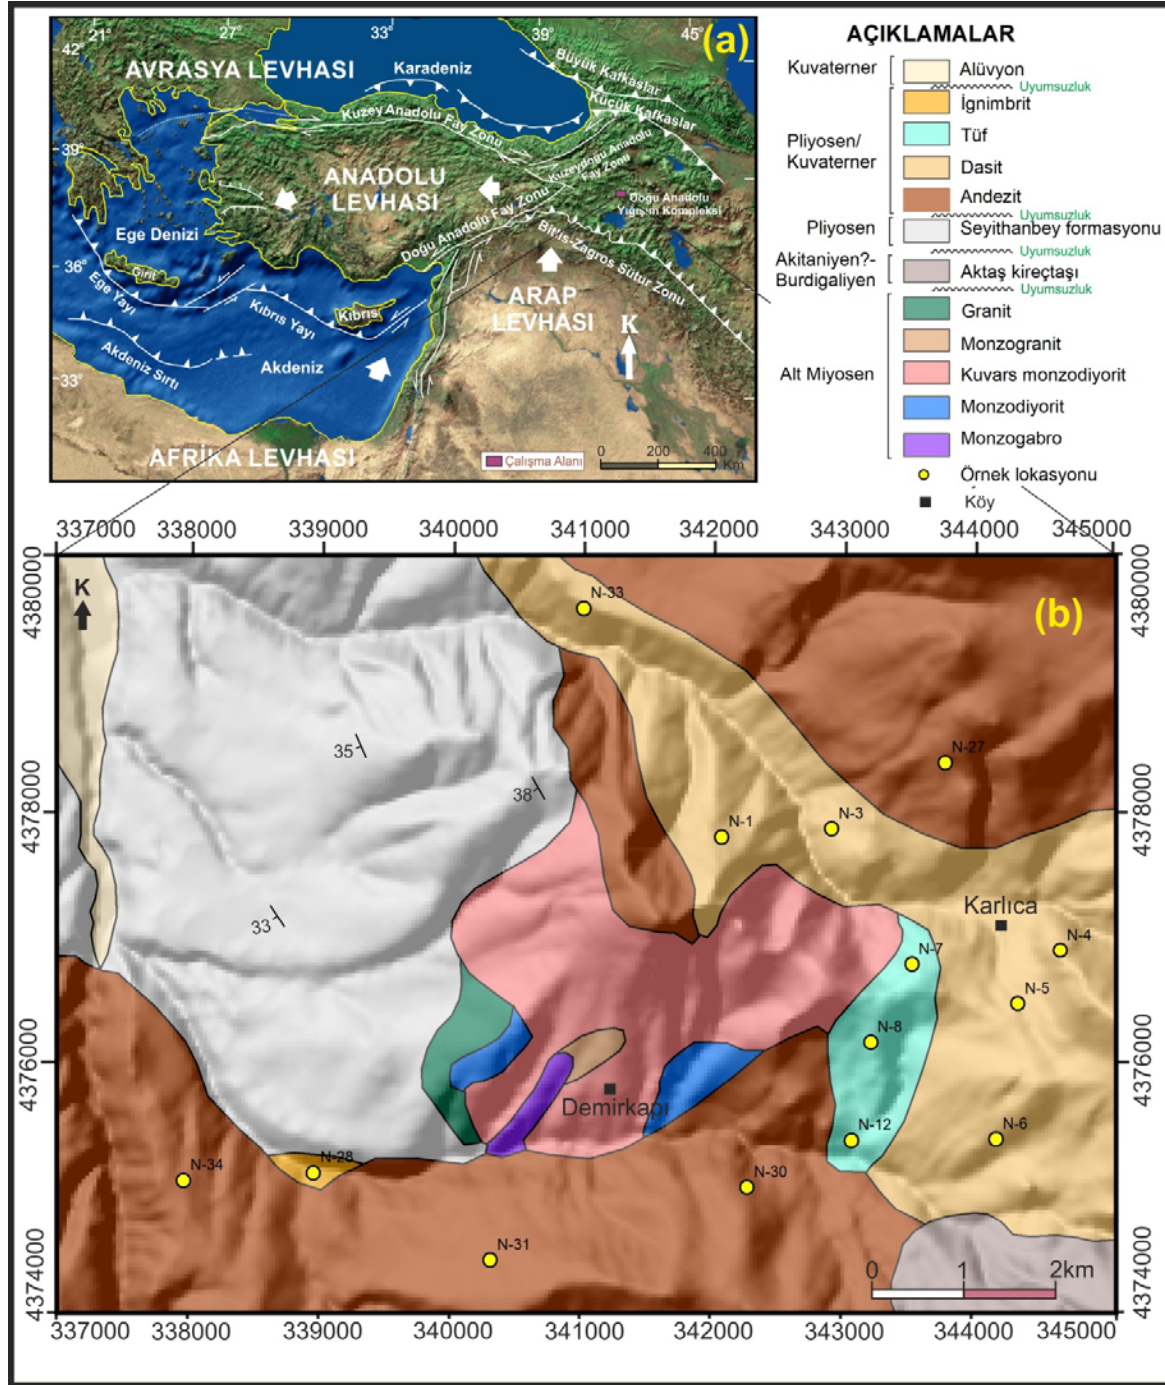 21°
27°
33°
39°
45°
(a)
42°
39°
36°
33°
AVRASYA LEVHASI
Karadeniz
Büyük Kafkaslar
Küçük Kafkaslar
Kuzey Anadolu Fay Zonu
Kuzeydoğu Anadolu
Fay Zonu
ANADOLU
LEVHASI
Doğu Anadolu
Yığışım Kompleksi
Doğu Anadolu Fay Zonu
Bitlis-Zagros Sütur Zonu
Ege Denizi
Girit
Ege Yayı
Kıbrıs Yayı
Kıbrıs
ARAP
LEVHASI
K
Akdeniz Sırtı
Akdeniz
AFRİKA LEVHASI
Çalışma Alanı
0 200 400
Km
AÇIKLAMALAR
Kuvaterner
Alüvyon
Uyumsuzluk
Pliyosen/
Kuvaterner
İgnimbrit
Tüf
Dasit
Andezit
Uyumsuzluk
Pliyosen
Seyithanbey formasyonu
Uyumsuzluk
Akitaniyen?-
Burdigaliyen
Aktaş kireçtaşı
Uyumsuzluk
Alt Miyosen
Granit
Monzogranit
Kuvars monzodiyorit
Monzodiyorit
Monzogabro
Örnek lokasyonu
Köy
337000 338000 339000 340000 341000 342000 343000 344000 345000
4380000
4378000
4376000
4374000
4380000
4378000
4376000
4374000
K
(b)
N-33
N-27
35
38
N-1
N-3
33
Karlıca
N-7
N-4
N-5
N-8
Demirkapı
N-12
N-6
N-34
N-28
N-30
N-31
0 1 2km
337000 338000 339000 340000 341000 342000 343000 344000 345000